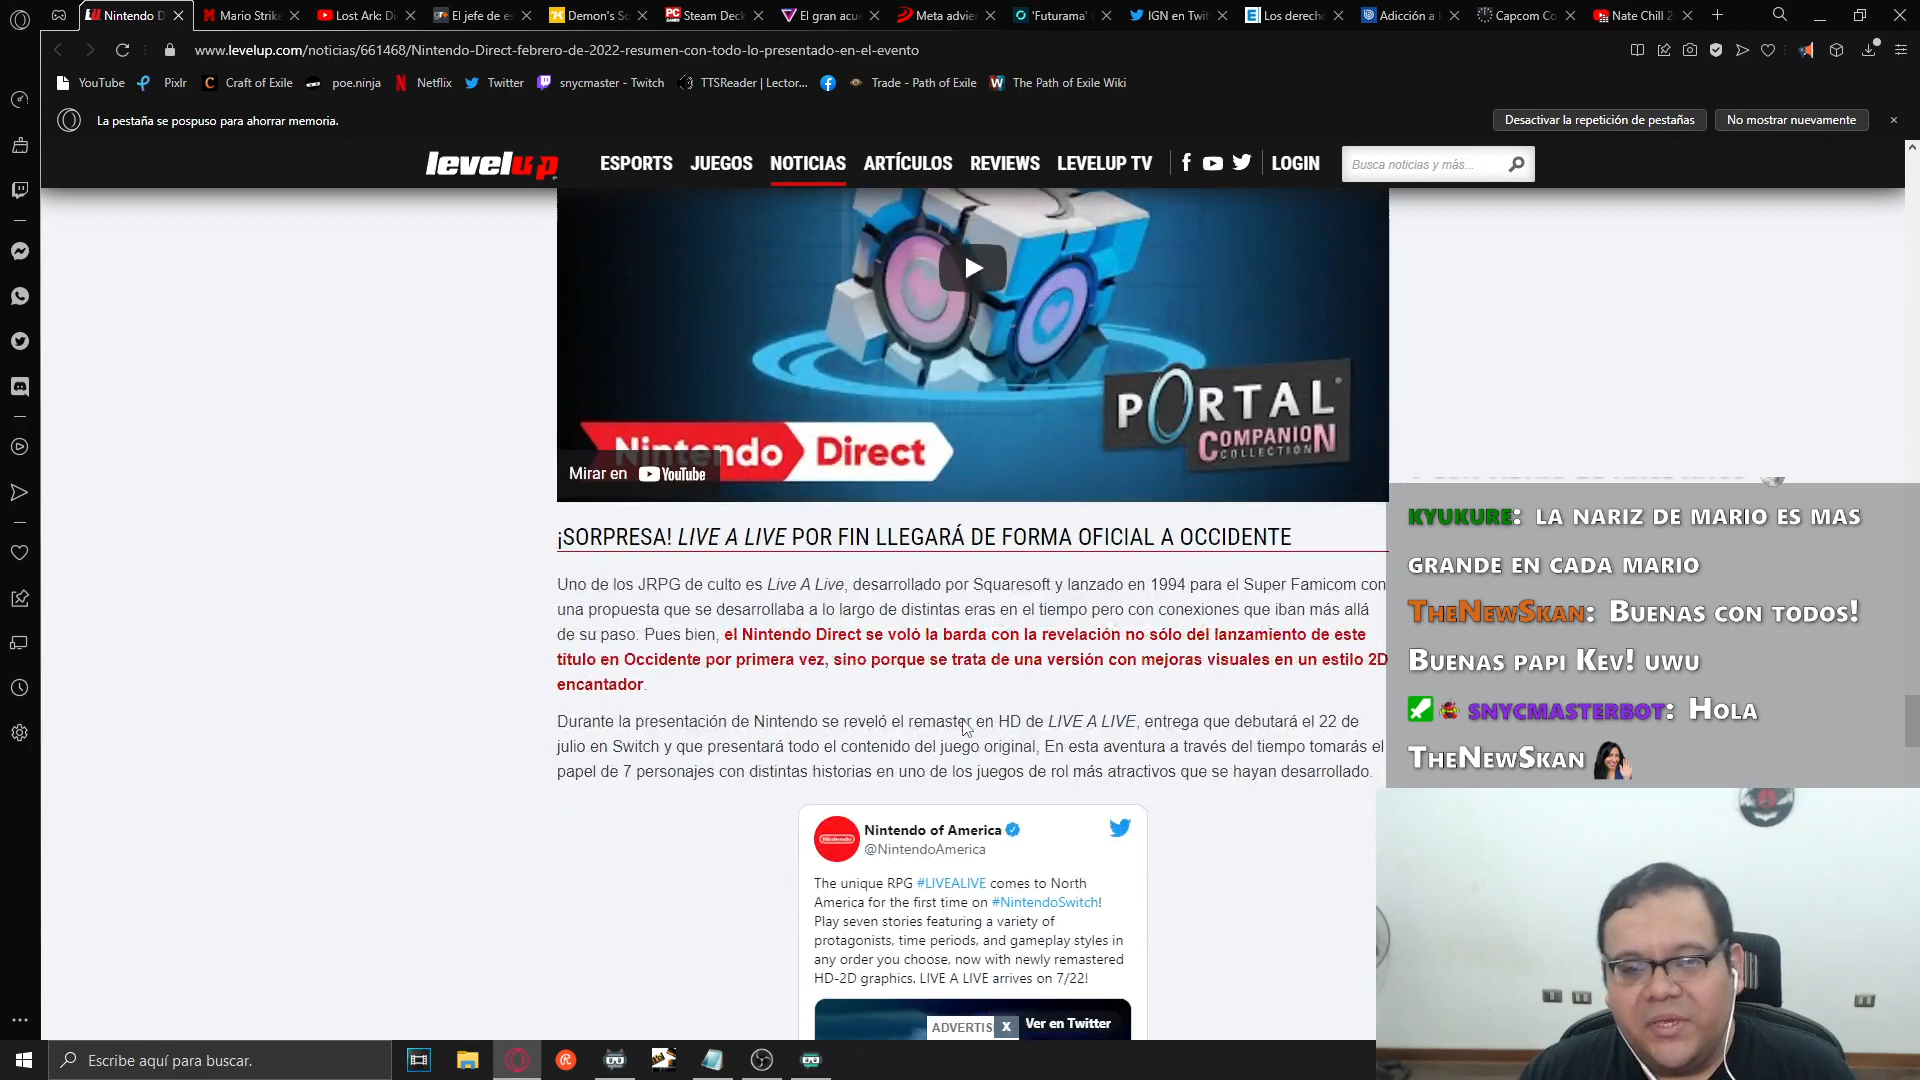 Nintendo D
Mario Strike
Lost Ark: Di
El jefe de es
Demon's So
Steam Deck
El gran acue
Meta advier
'Futurama' r
IGN en Twit
Los derecho
Adicción a l
Capcom Co
Nate Chill 2
www.levelup.com/noticias/661468/Nintendo-Direct-febrero-de-2022-resumen-con-todo-lo-presentado-en-el-evento
YouTube Pixlr Craft of Exile poe.ninja Netflix Twitter snycmaster - Twitch TTSReader | Lector... Trade - Path of Exile The Path of Exile Wiki
La pestaña se pospuso para ahorrar memoria.
Desactivar la repetición de pestañas
No mostrar nuevamente
levelup ESPORTS JUEGOS NOTICIAS ARTÍCULOS REVIEWS LEVELUP TV LOGIN Busca noticias y más...
PORTAL
COMPANION
COLLECTION
Nintendo Direct
Mirar en YouTube
¡SORPRESA! LIVE A LIVE POR FIN LLEGARÁ DE FORMA OFICIAL A OCCIDENTE
Uno de los JRPG de culto es Live A Live, desarrollado por Squaresoft y lanzado en 1994 para el Super Famicom con
una propuesta que se desarrollaba a lo largo de distintas eras en el tiempo pero con conexiones que iban más allá
de su paso. Pues bien, el Nintendo Direct se voló la barda con la revelación no sólo del lanzamiento de este
título en Occidente por primera vez, sino porque se trata de una versión con mejoras visuales en un estilo 2D
encantador.
Durante la presentación de Nintendo se reveló el remaster en HD de LIVE A LIVE, entrega que debutará el 22 de
julio en Switch y que presentará todo el contenido del juego original, En esta aventura a través del tiempo tomarás el
papel de 7 personajes con distintas historias en uno de los juegos de rol más atractivos que se hayan desarrollado.
Nintendo of America
@NintendoAmerica
The unique RPG #LIVEALIVE comes to North
America for the first time on #NintendoSwitch!
Play seven stories featuring a variety of
protagonists, time periods, and gameplay styles in
any order you choose, now with newly remastered
HD-2D graphics. LIVE A LIVE arrives on 7/22!
ADVERTIS X Ver en Twitter
KYUKURE: LA NARIZ DE MARIO ES MAS
GRANDE EN CADA MARIO
THENEWSKAN: BUENAS CON TODOS!
BUENAS PAPI KEV! UWU
SNYCMASTERBOT: HOLA
THENEWSKAN
Escribe aquí para buscar.